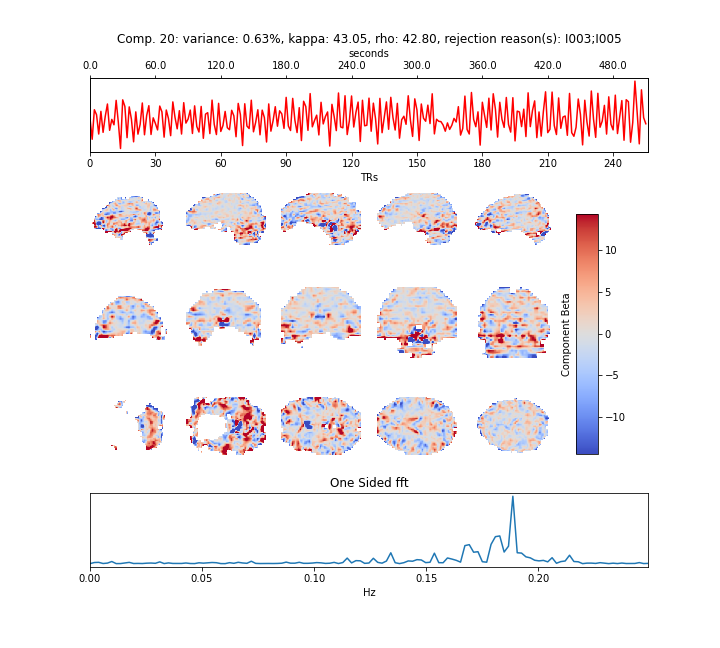 Comp. 20: variance: 0.63%, kappa: 43.05, rho: 42.80, rejection reason(s): I003;I005
seconds
0.0 60.0 120.0 180.0 240.0 300.0 360.0 420.0 480.0
0 30 60 90 120 150 180 210 240
TRs
10
5
0
−5
−10
Component Beta
One Sided fft
0.00 0.05 0.10 0.15 0.20
Hz